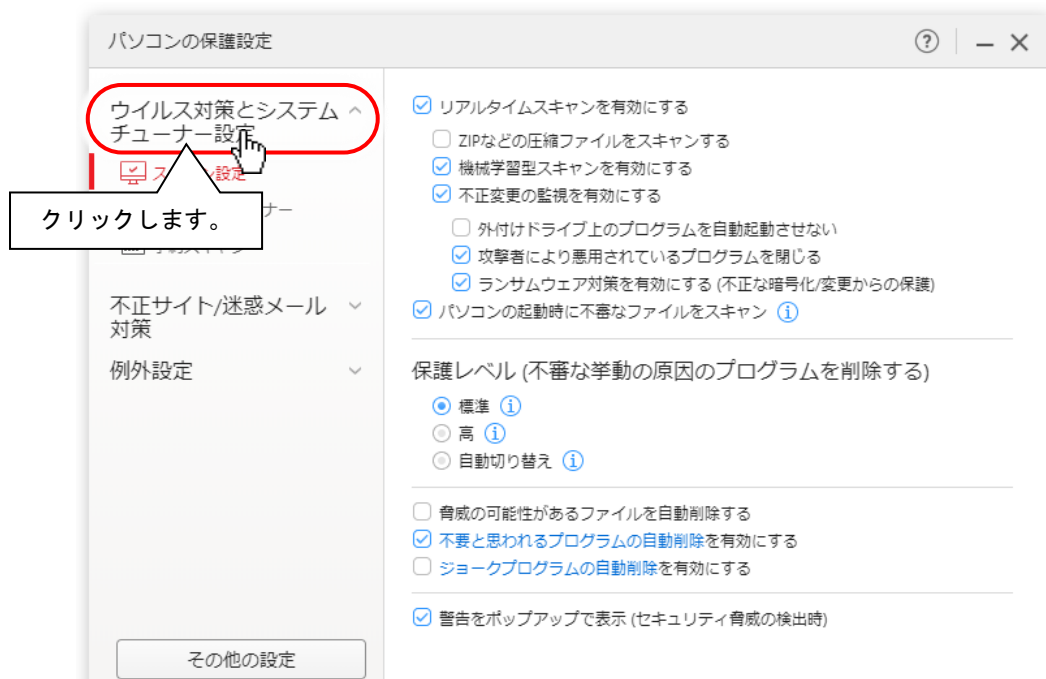 パソコンの保護設定
ウイルス対策とシステム
チューナー設定
クリックします。
不正サイト/迷惑メール
対策
例外設定
その他の設定
リアルタイムスキャンを有効にする
ZIPなどの圧縮ファイルをスキャンする
機械学習型スキャンを有効にする
不正変更の監視を有効にする
外付けドライブ上のプログラムを自動起動させない
攻撃者により悪用されているプログラムを閉じる
ランサムウェア対策を有効にする (不正な暗号化/変更からの保護)
パソコンの起動時に不審なファイルをスキャン
保護レベル (不審な挙動の原因のプログラムを削除する)
標準
高
自動切り替え
脅威の可能性があるファイルを自動削除する
不要と思われるプログラムの自動削除を有効にする
ジョークプログラムの自動削除を有効にする
警告をポップアップで表示 (セキュリティ脅威の検出時)